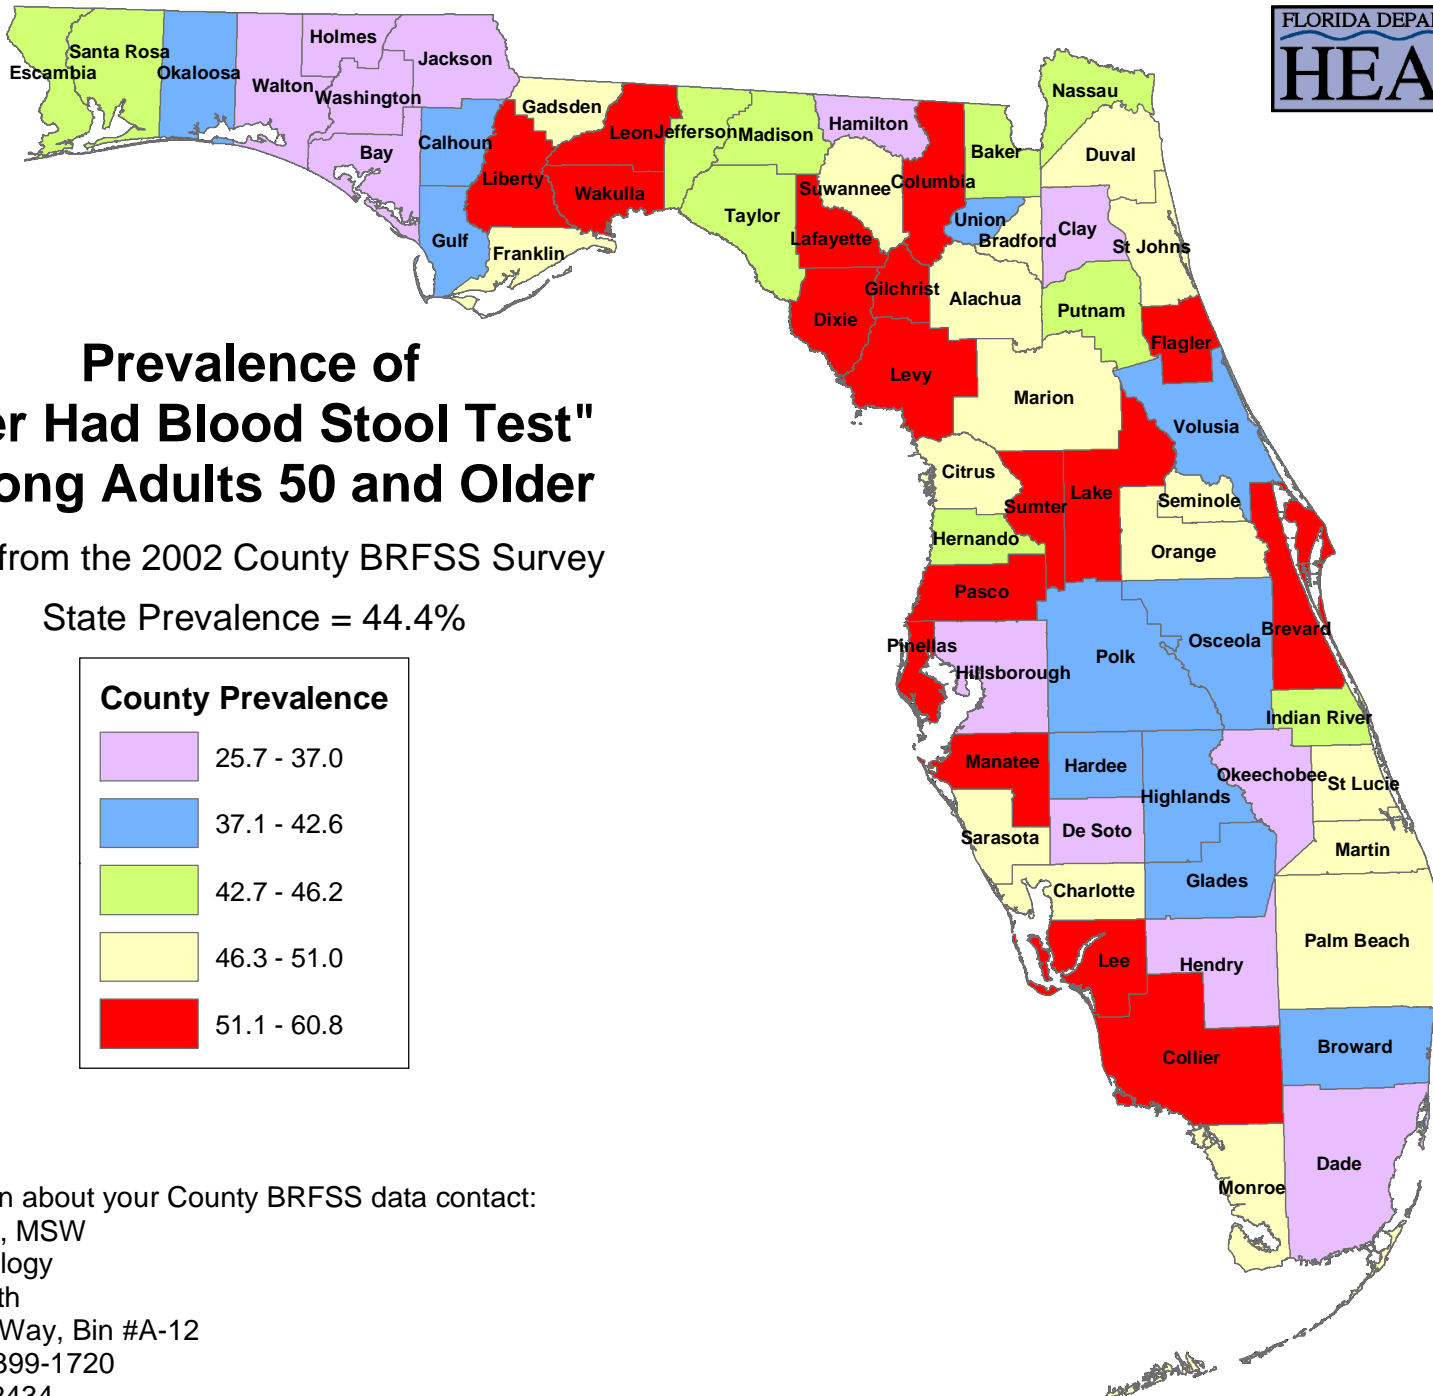 FLORIDA DEPA
HEA
Holmes
Jackson
Santa Rosa
Escambia
Okaloosa
Walton
Washington
Bay
Calhoun
Gulf
Gadsden
Liberty
Leon
Wakulla
Franklin
Jefferson
Madison
Taylor
Hamilton
Suwannee
Lafayette
Columbia
Baker
Nassau
Duval
Union
Bradford
Clay
St Johns
Gilchrist
Dixie
Alachua
Putnam
Flagler
Levy
Marion
Volusia
Citrus
Sumter
Lake
Seminole
Orange
Hernando
Pasco
Pinellas
Hillsborough
Polk
Osceola
Brevard
Indian River
Manatee
Hardee
Highlands
Okeechobee
St Lucie
Sarasota
De Soto
Martin
Charlotte
Glades
Lee
Hendry
Palm Beach
Collier
Broward
Monroe
Dade
Prevalence of
er Had Blood Stool Test"
ong Adults 50 and Older
from the 2002 County BRFSS Survey
State Prevalence = 44.4%
County Prevalence
25.7 - 37.0
37.1 - 42.6
42.7 - 46.2
46.3 - 51.0
51.1 - 60.8
n about your County BRFSS data contact:
, MSW
logy
th
Way, Bin #A-12
399-1720
2434